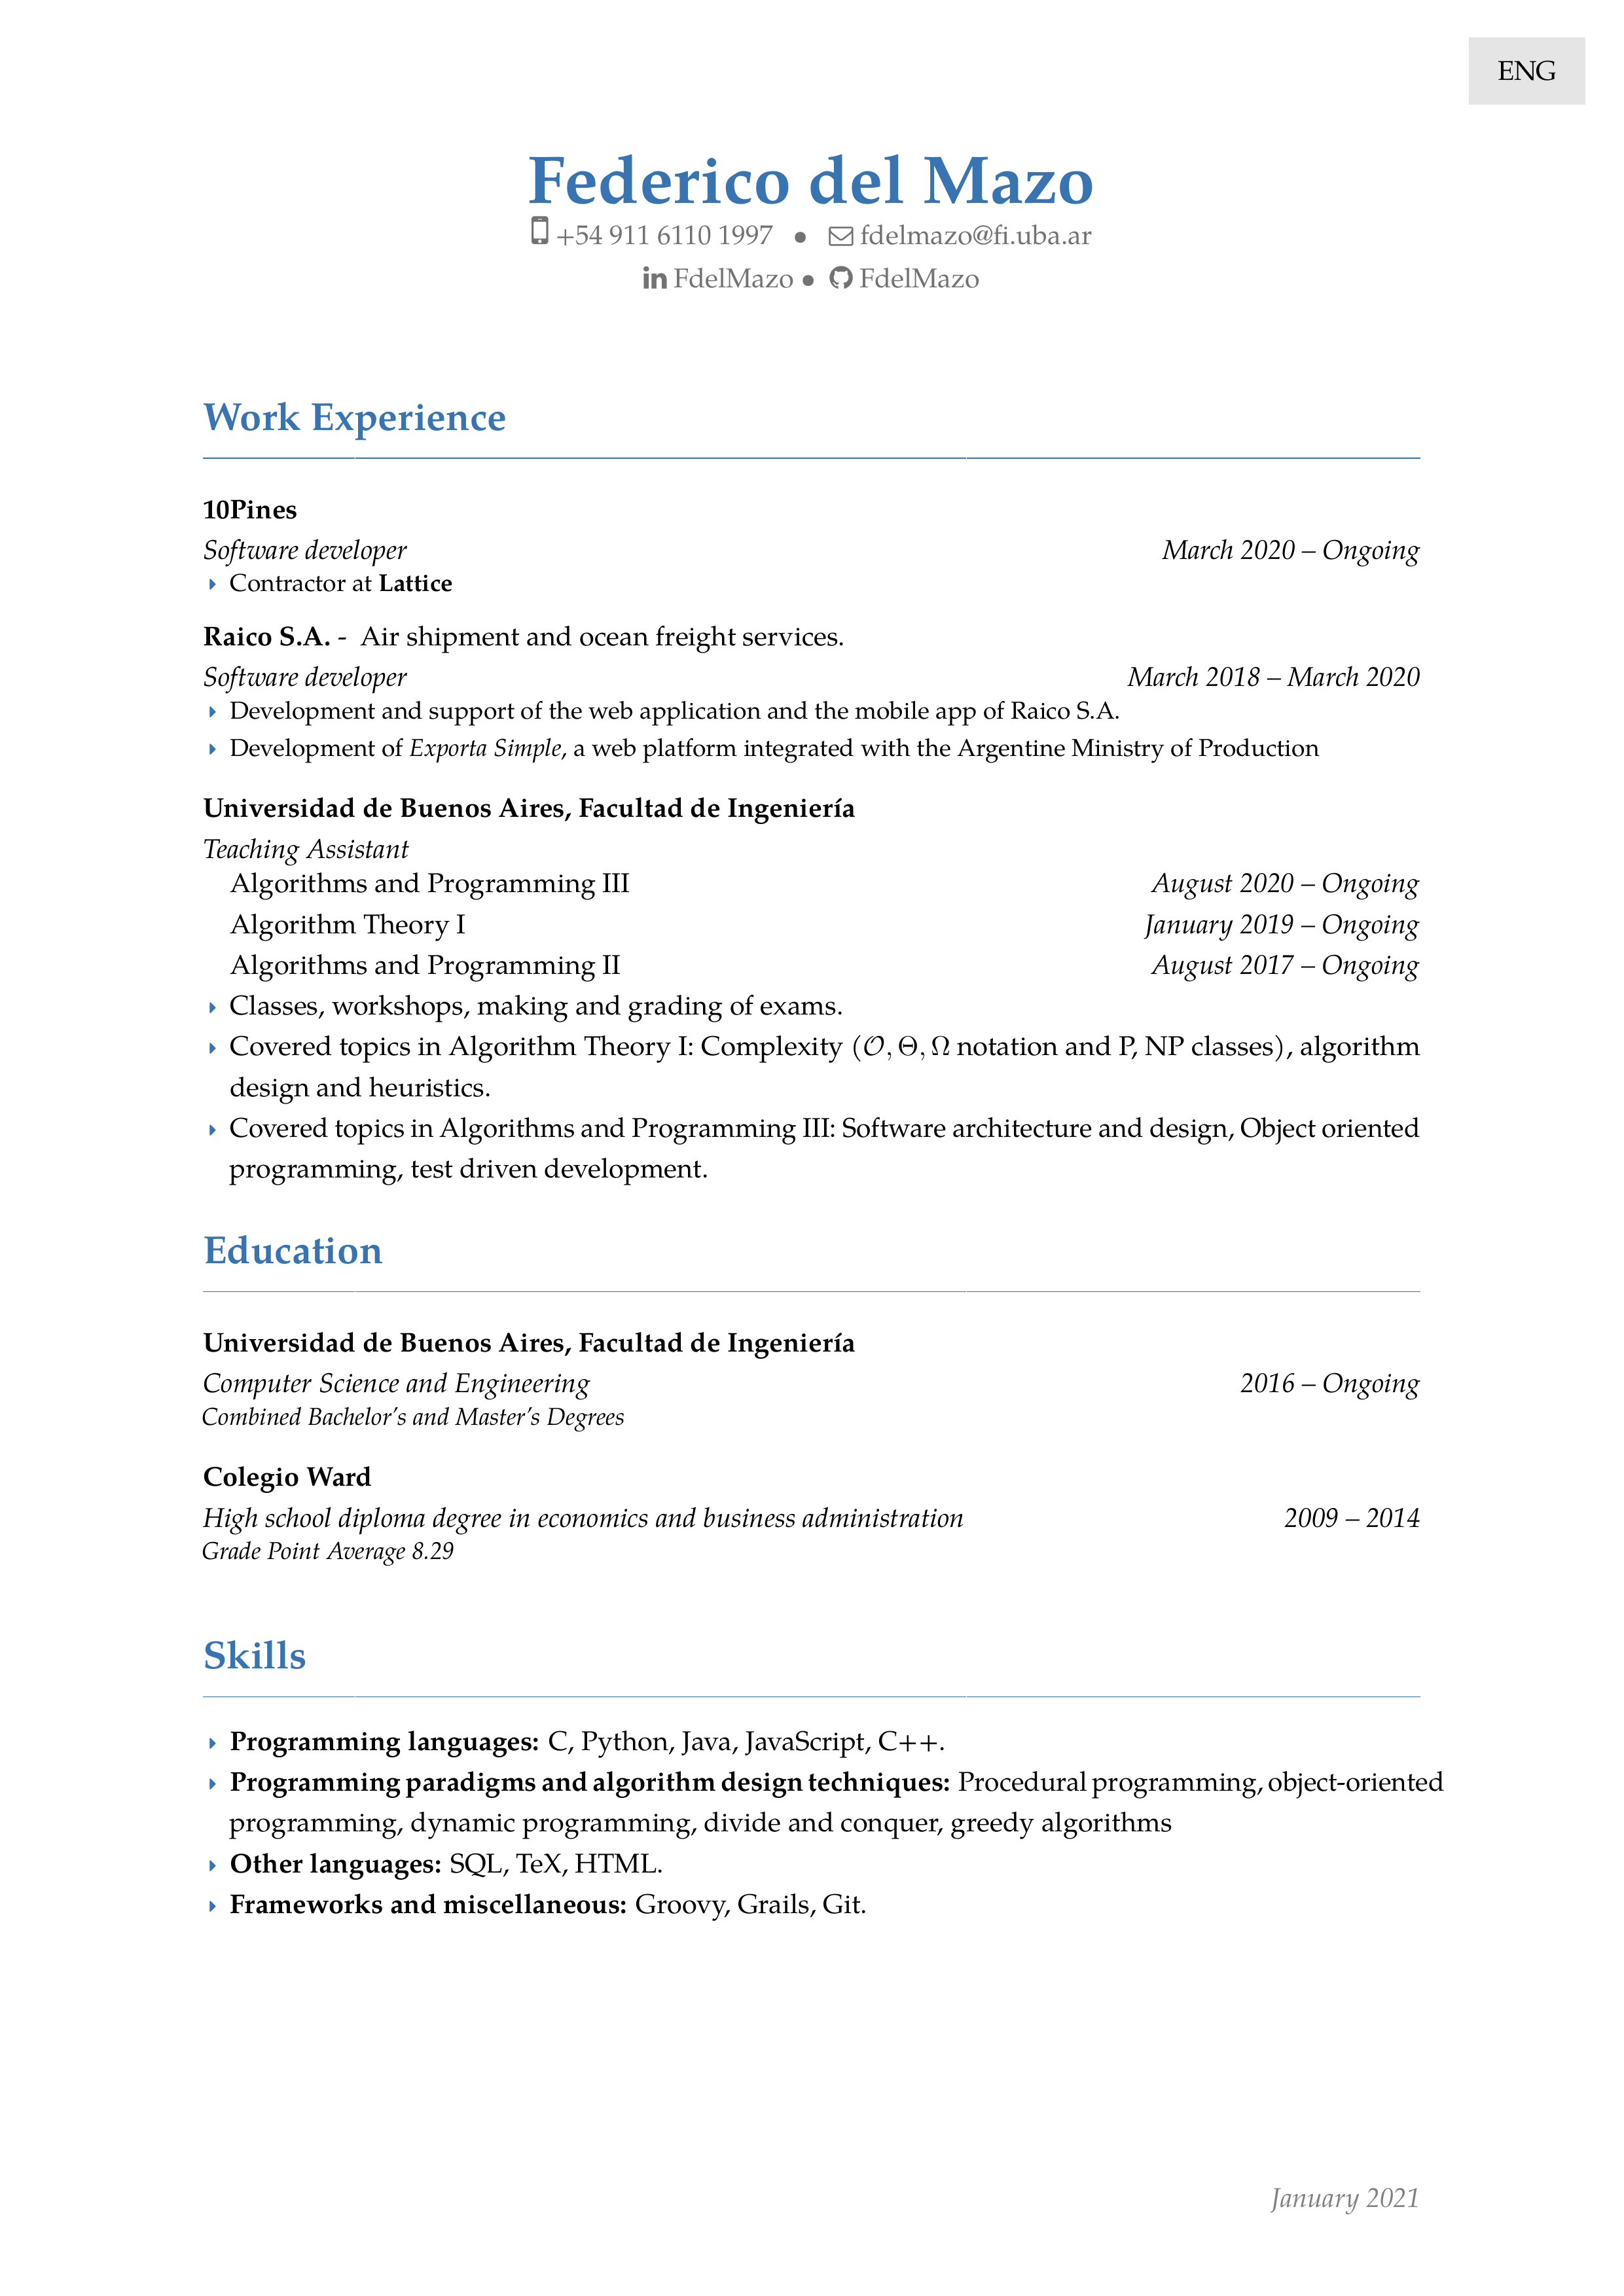 ENG
Federico del Mazo
+54 911 6110 1997 • fdelmazo@fi.uba.ar
in FdelMazo • FdelMazo
Work Experience
10Pines
Software developer March 2020 – Ongoing
Contractor at Lattice
Raico S.A. - Air shipment and ocean freight services.
Software developer March 2018 – March 2020
Development and support of the web application and the mobile app of Raico S.A.
Development of Exporta Simple, a web platform integrated with the Argentine Ministry of Production
Universidad de Buenos Aires, Facultad de Ingeniería
Teaching Assistant
Algorithms and Programming III August 2020 – Ongoing
Algorithm Theory I January 2019 – Ongoing
Algorithms and Programming II August 2017 – Ongoing
Classes, workshops, making and grading of exams.
Covered topics in Algorithm Theory I: Complexity (𝒪, Θ, Ω notation and P, NP classes), algorithm
design and heuristics.
Covered topics in Algorithms and Programming III: Software architecture and design, Object oriented
programming, test driven development.
Education
Universidad de Buenos Aires, Facultad de Ingeniería
Computer Science and Engineering 2016 – Ongoing
Combined Bachelor's and Master's Degrees
Colegio Ward
High school diploma degree in economics and business administration 2009 – 2014
Grade Point Average 8.29
Skills
Programming languages: C, Python, Java, JavaScript, C++.
Programming paradigms and algorithm design techniques: Procedural programming, object-oriented
programming, dynamic programming, divide and conquer, greedy algorithms
Other languages: SQL, TeX, HTML.
Frameworks and miscellaneous: Groovy, Grails, Git.
January 2021